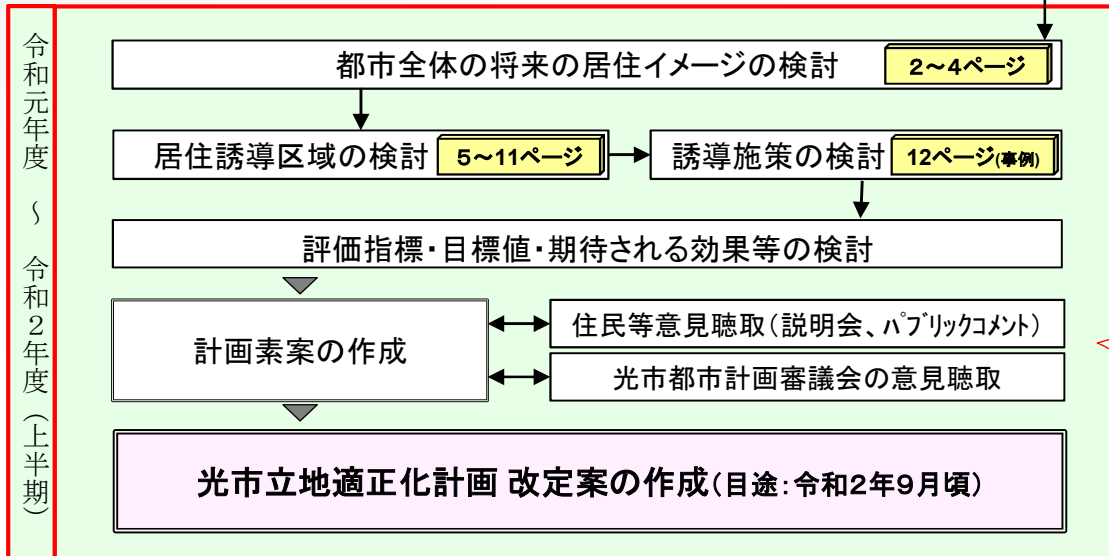 令和元年度 ~ 令和2年度(上半期)
都市全体の将来の居住イメージの検討 2~4ページ
居住誘導区域の検討 5~11ページ
誘導施策の検討 12ページ(事例)
評価指標・目標値・期待される効果等の検討
計画素案の作成
住民等意見聴取(説明会、パブリックコメント)
光市都市計画審議会の意見聴取
光市立地適正化計画 改定案の作成(目途:令和2年9月頃)